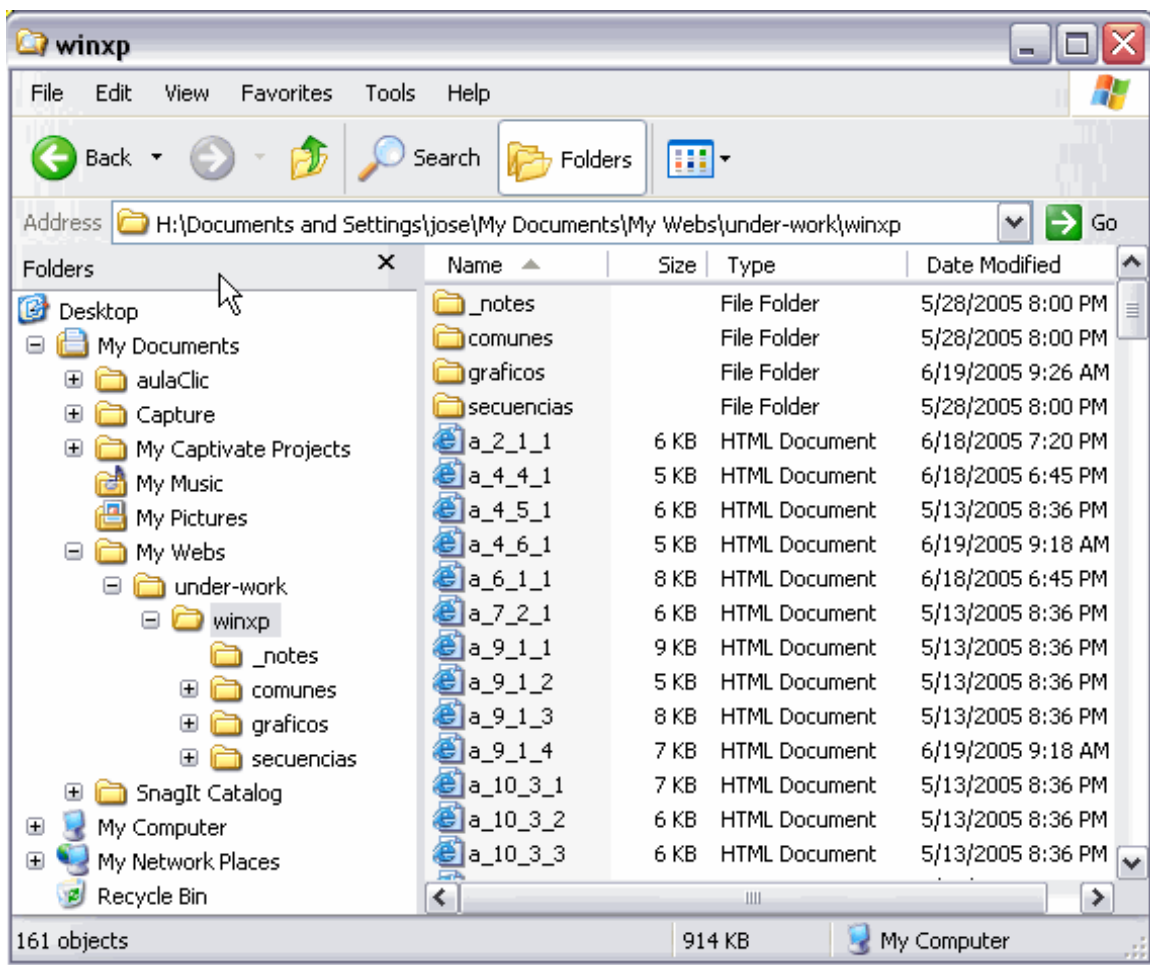 winxp
File Edit View Favorites Tools Help
Back Search Folders
Address H:\Documents and Settings\jose\My Documents\My Webs\under-work\winxp Go
Folders
Desktop
My Documents
aulaClic
Capture
My Captivate Projects
My Music
My Pictures
My Webs
under-work
winxp
_notes
comunes
graficos
secuencias
SnagIt Catalog
My Computer
My Network Places
Recycle Bin
Name Size Type Date Modified
_notes File Folder 5/28/2005 8:00 PM
comunes File Folder 5/28/2005 8:00 PM
graficos File Folder 6/19/2005 9:26 AM
secuencias File Folder 5/28/2005 8:00 PM
a_2_1_1 6 KB HTML Document 6/18/2005 7:20 PM
a_4_4_1 5 KB HTML Document 6/18/2005 6:45 PM
a_4_5_1 6 KB HTML Document 5/13/2005 8:36 PM
a_4_6_1 5 KB HTML Document 6/19/2005 9:18 AM
a_6_1_1 8 KB HTML Document 6/18/2005 6:45 PM
a_7_2_1 6 KB HTML Document 5/13/2005 8:36 PM
a_9_1_1 9 KB HTML Document 5/13/2005 8:36 PM
a_9_1_2 5 KB HTML Document 5/13/2005 8:36 PM
a_9_1_3 8 KB HTML Document 5/13/2005 8:36 PM
a_9_1_4 7 KB HTML Document 6/19/2005 9:18 AM
a_10_3_1 7 KB HTML Document 5/13/2005 8:36 PM
a_10_3_2 6 KB HTML Document 5/13/2005 8:36 PM
a_10_3_3 6 KB HTML Document 5/13/2005 8:36 PM
161 objects 914 KB My Computer